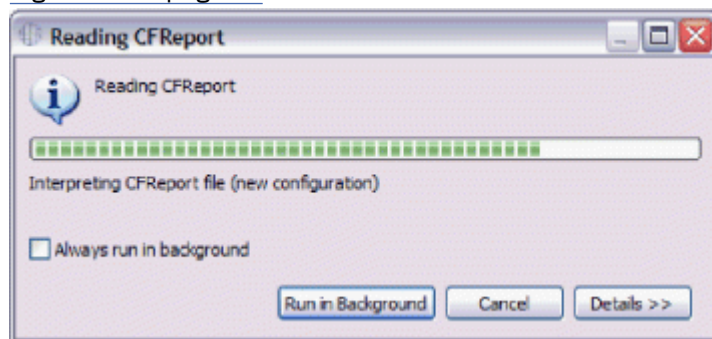 Reading CFReport
Reading CFReport
Interpreting CFReport file (new configuration)
Always run in background
Run in Background Cancel Details >>